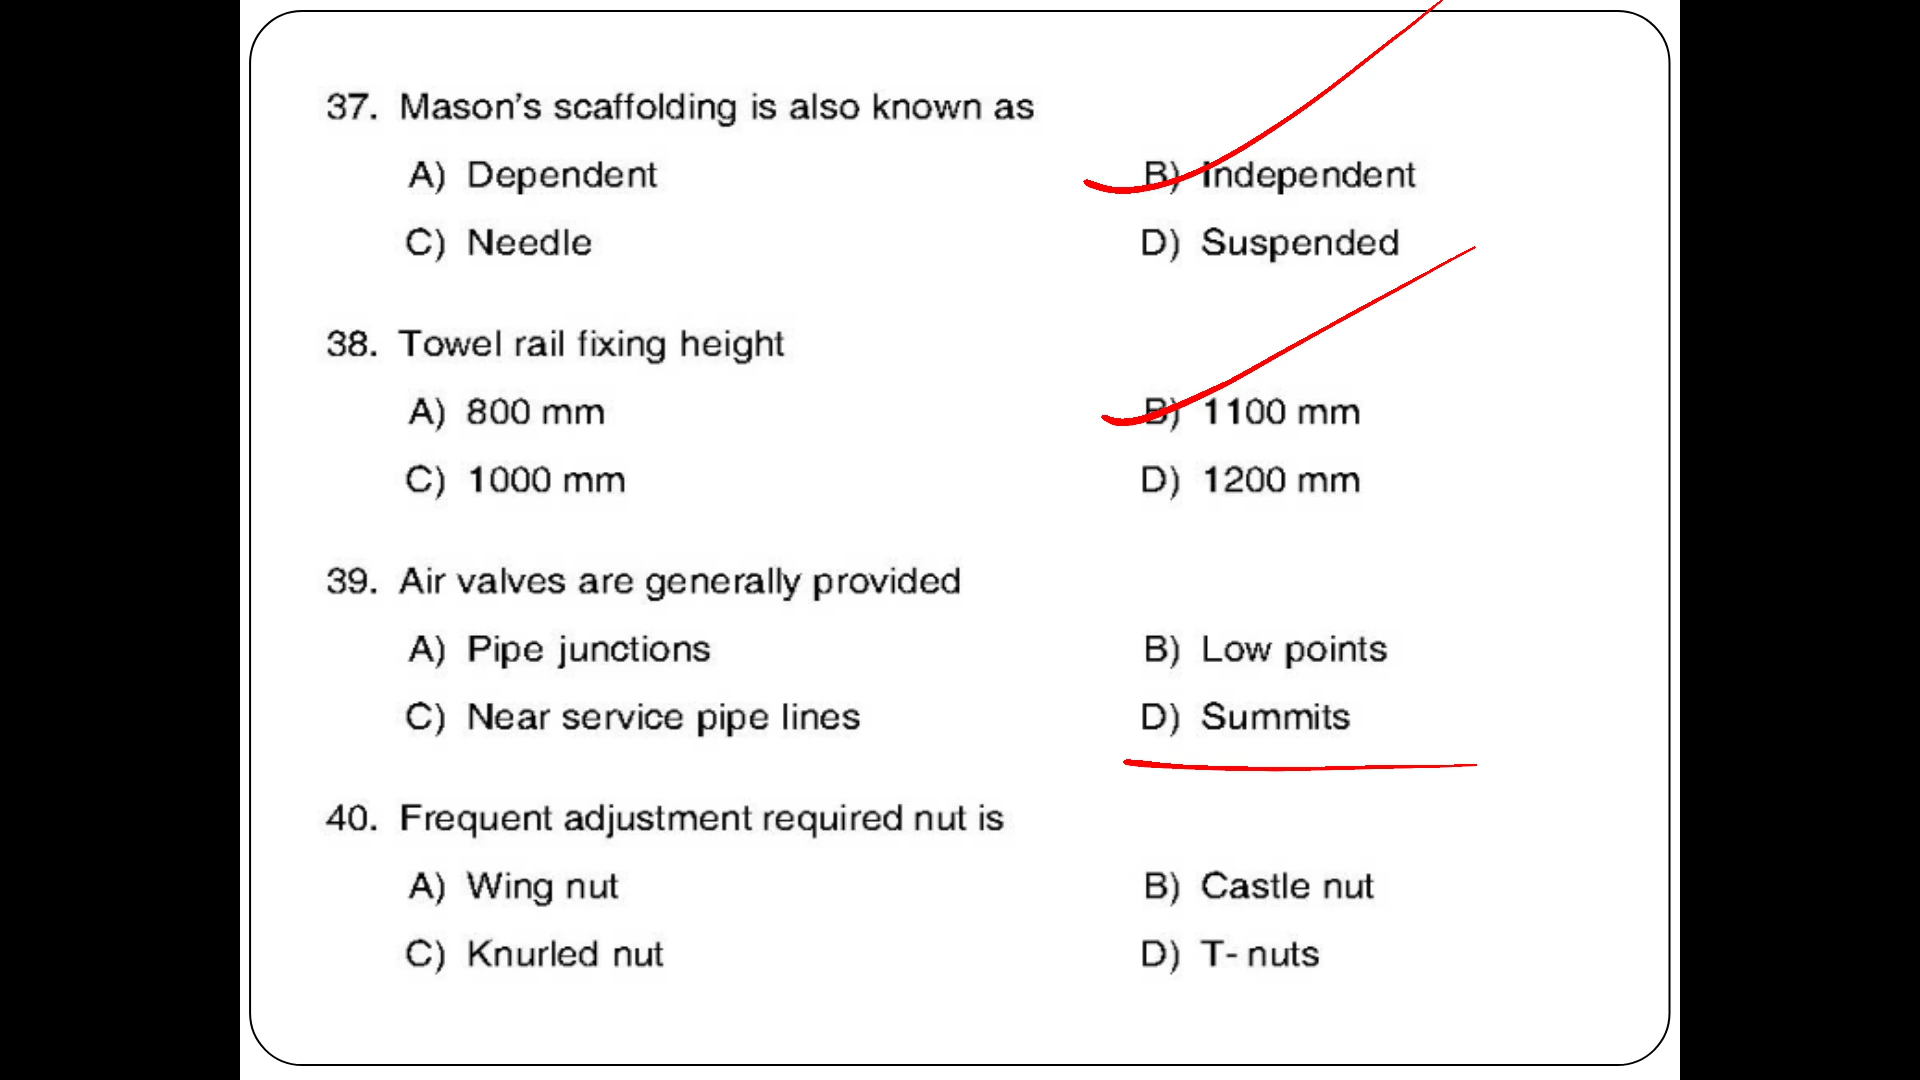 37. Mason's scaffolding is also known as
A) Dependent B) Independent
C) Needle D) Suspended
38. Towel rail fixing height
A) 800 mm B) 1100 mm
C) 1000 mm D) 1200 mm
39. Air valves are generally provided
A) Pipe junctions B) Low points
C) Near service pipe lines D) Summits
40. Frequent adjustment required nut is
A) Wing nut B) Castle nut
C) Knurled nut D) T- nuts